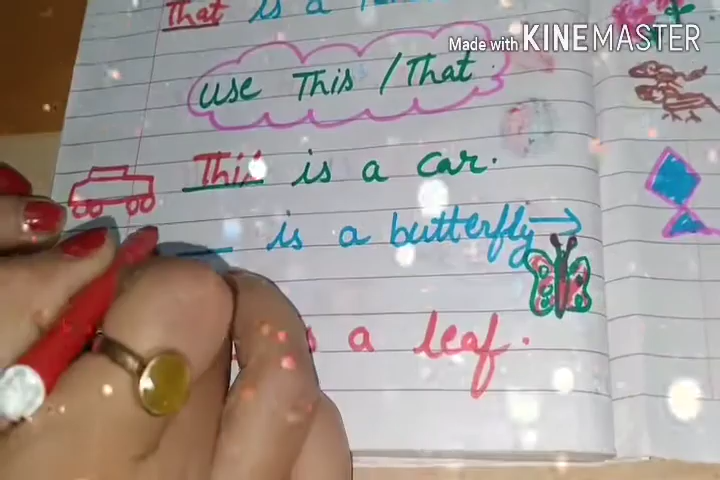 That is a
Made with KINEMASTER
use This / That
This is a car.
is a butterfly
a leaf.